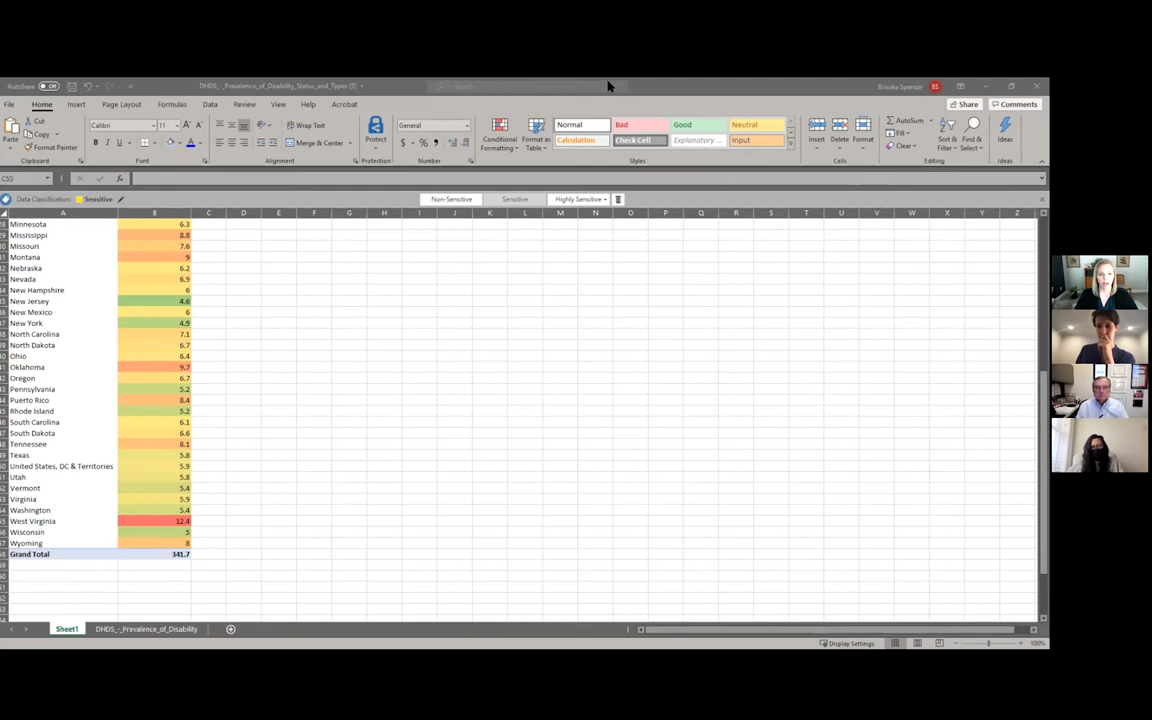 AutoSave Off DHDS_-_Prevalence_of_Disability_Status_and_Types (1) Search Brooke Spencer BS
File Home Insert Page Layout Formulas Data Review View Help Acrobat Share Comments
Paste Cut Copy Format Painter Clipboard
Calibri 11 A A B I U Font
Wrap Text Merge & Center Alignment
Protect Protection
General $ % Number
Conditional Formatting Format as Table
Normal Bad Good Neutral
Calculation Check Cell Explanatory ... Input
Styles
Insert Delete Format Cells
AutoSum Fill Clear Sort & Filter Find & Select Editing
Ideas Ideas
C55 fx
Data Classification: Sensitive Non-Sensitive Sensitive Highly Sensitive
A B C D E F G H I J K L M N O P Q R S T U V W X Y Z
Minnesota 6.3
Mississippi 8.8
Missouri 7.6
Montana 9
Nebraska 6.2
Nevada 6.9
New Hampshire 6
New Jersey 4.6
New Mexico 6
New York 4.9
North Carolina 7.1
North Dakota 6.7
Ohio 6.4
Oklahoma 9.7
Oregon 6.7
Pennsylvania 5.2
Puerto Rico 8.4
Rhode Island 5.2
South Carolina 6.1
South Dakota 6.6
Tennessee 8.1
Texas 5.8
United States, DC & Territories 5.9
Utah 5.8
Vermont 5.4
Virginia 5.9
Washington 5.4
West Virginia 12.4
Wisconsin 5
Wyoming 8
Grand Total 341.7
Sheet1 DHDS_-_Prevalence_of_Disability
Display Settings 100%